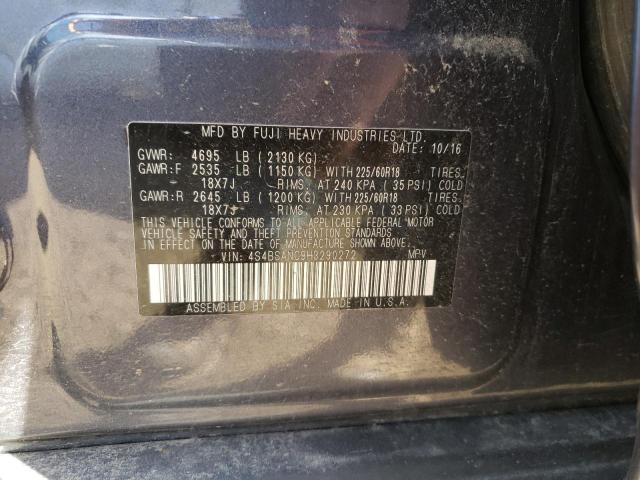 MFD BY FUJI HEAVY INDUSTRIES LTD.
DATE: 10/16
GVWR: 4695 LB (2130 KG)
GAWR:F 2535 LB (1150 KG) WITH 225/60R18 TIRES.
18X7J RIMS. AT 240 KPA (35 PSI) COLD
GAWR:R 2645 LB (1200 KG) WITH 225/60R18 TIRES.
18X7J RIMS. AT 230 KPA (33 PSI) COLD
THIS VEHICLE CONFORMS TO ALL APPLICABLE FEDERAL MOTOR
VEHICLE SAFETY AND THEFT PREVENTION STANDARDS
IN EFFECT ON THE DATE OF MANUFACTURE SHOWN ABOVE.
VIN: 4S4BSANC9H3290272 MPV
ASSEMBLED BY SIA, INC. MADE IN U.S.A.